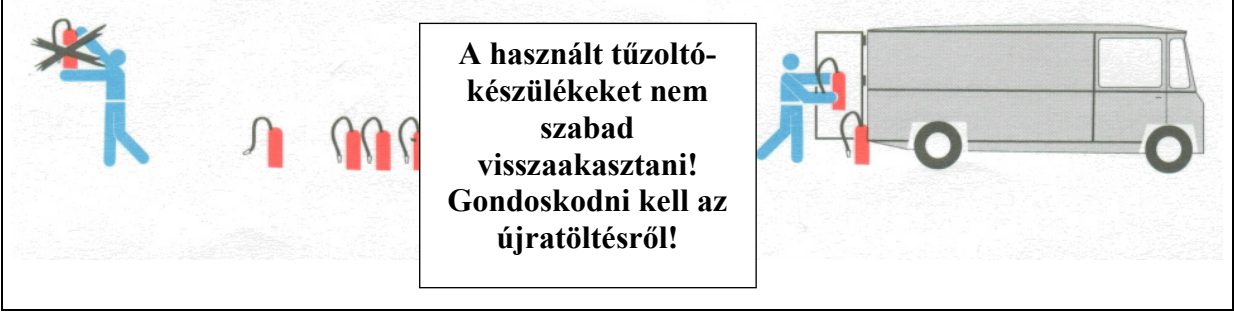 A használt tűzoltó-
készülékeket nem
szabad
visszaakasztani!
Gondoskodni kell az
újratöltésről!